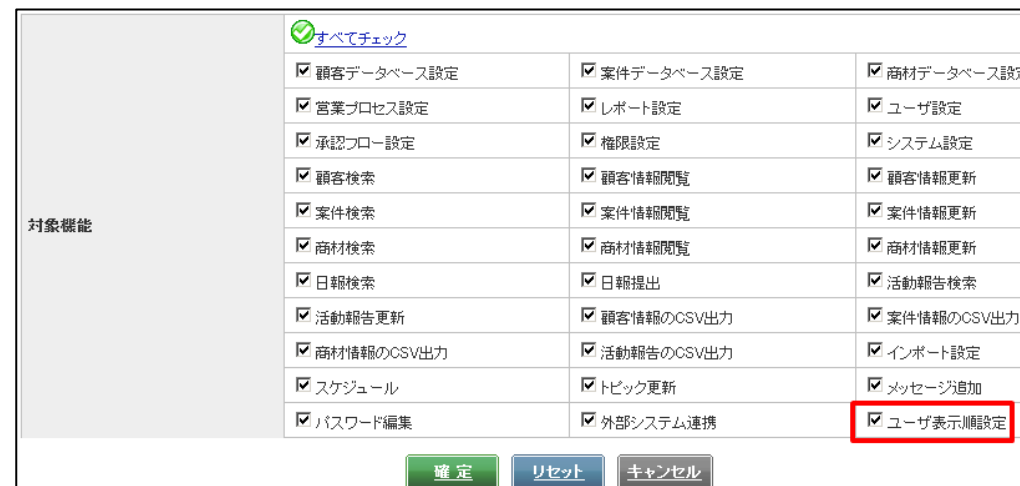 すべてチェック
顧客データベース設定 案件データベース設定 商材データベース設定
営業プロセス設定 レポート設定 ユーザ設定
承認フロー設定 権限設定 システム設定
顧客検索 顧客情報閲覧 顧客情報更新
対象機能
案件検索 案件情報閲覧 案件情報更新
商材検索 商材情報閲覧 商材情報更新
日報検索 日報提出 活動報告検索
活動報告更新 顧客情報のCSV出力 案件情報のCSV出力
商材情報のCSV出力 活動報告のCSV出力 インポート設定
スケジュール トピック更新 メッセージ追加
パスワード編集 外部システム連携 ユーザ表示順設定
確定 リセット キャンセル